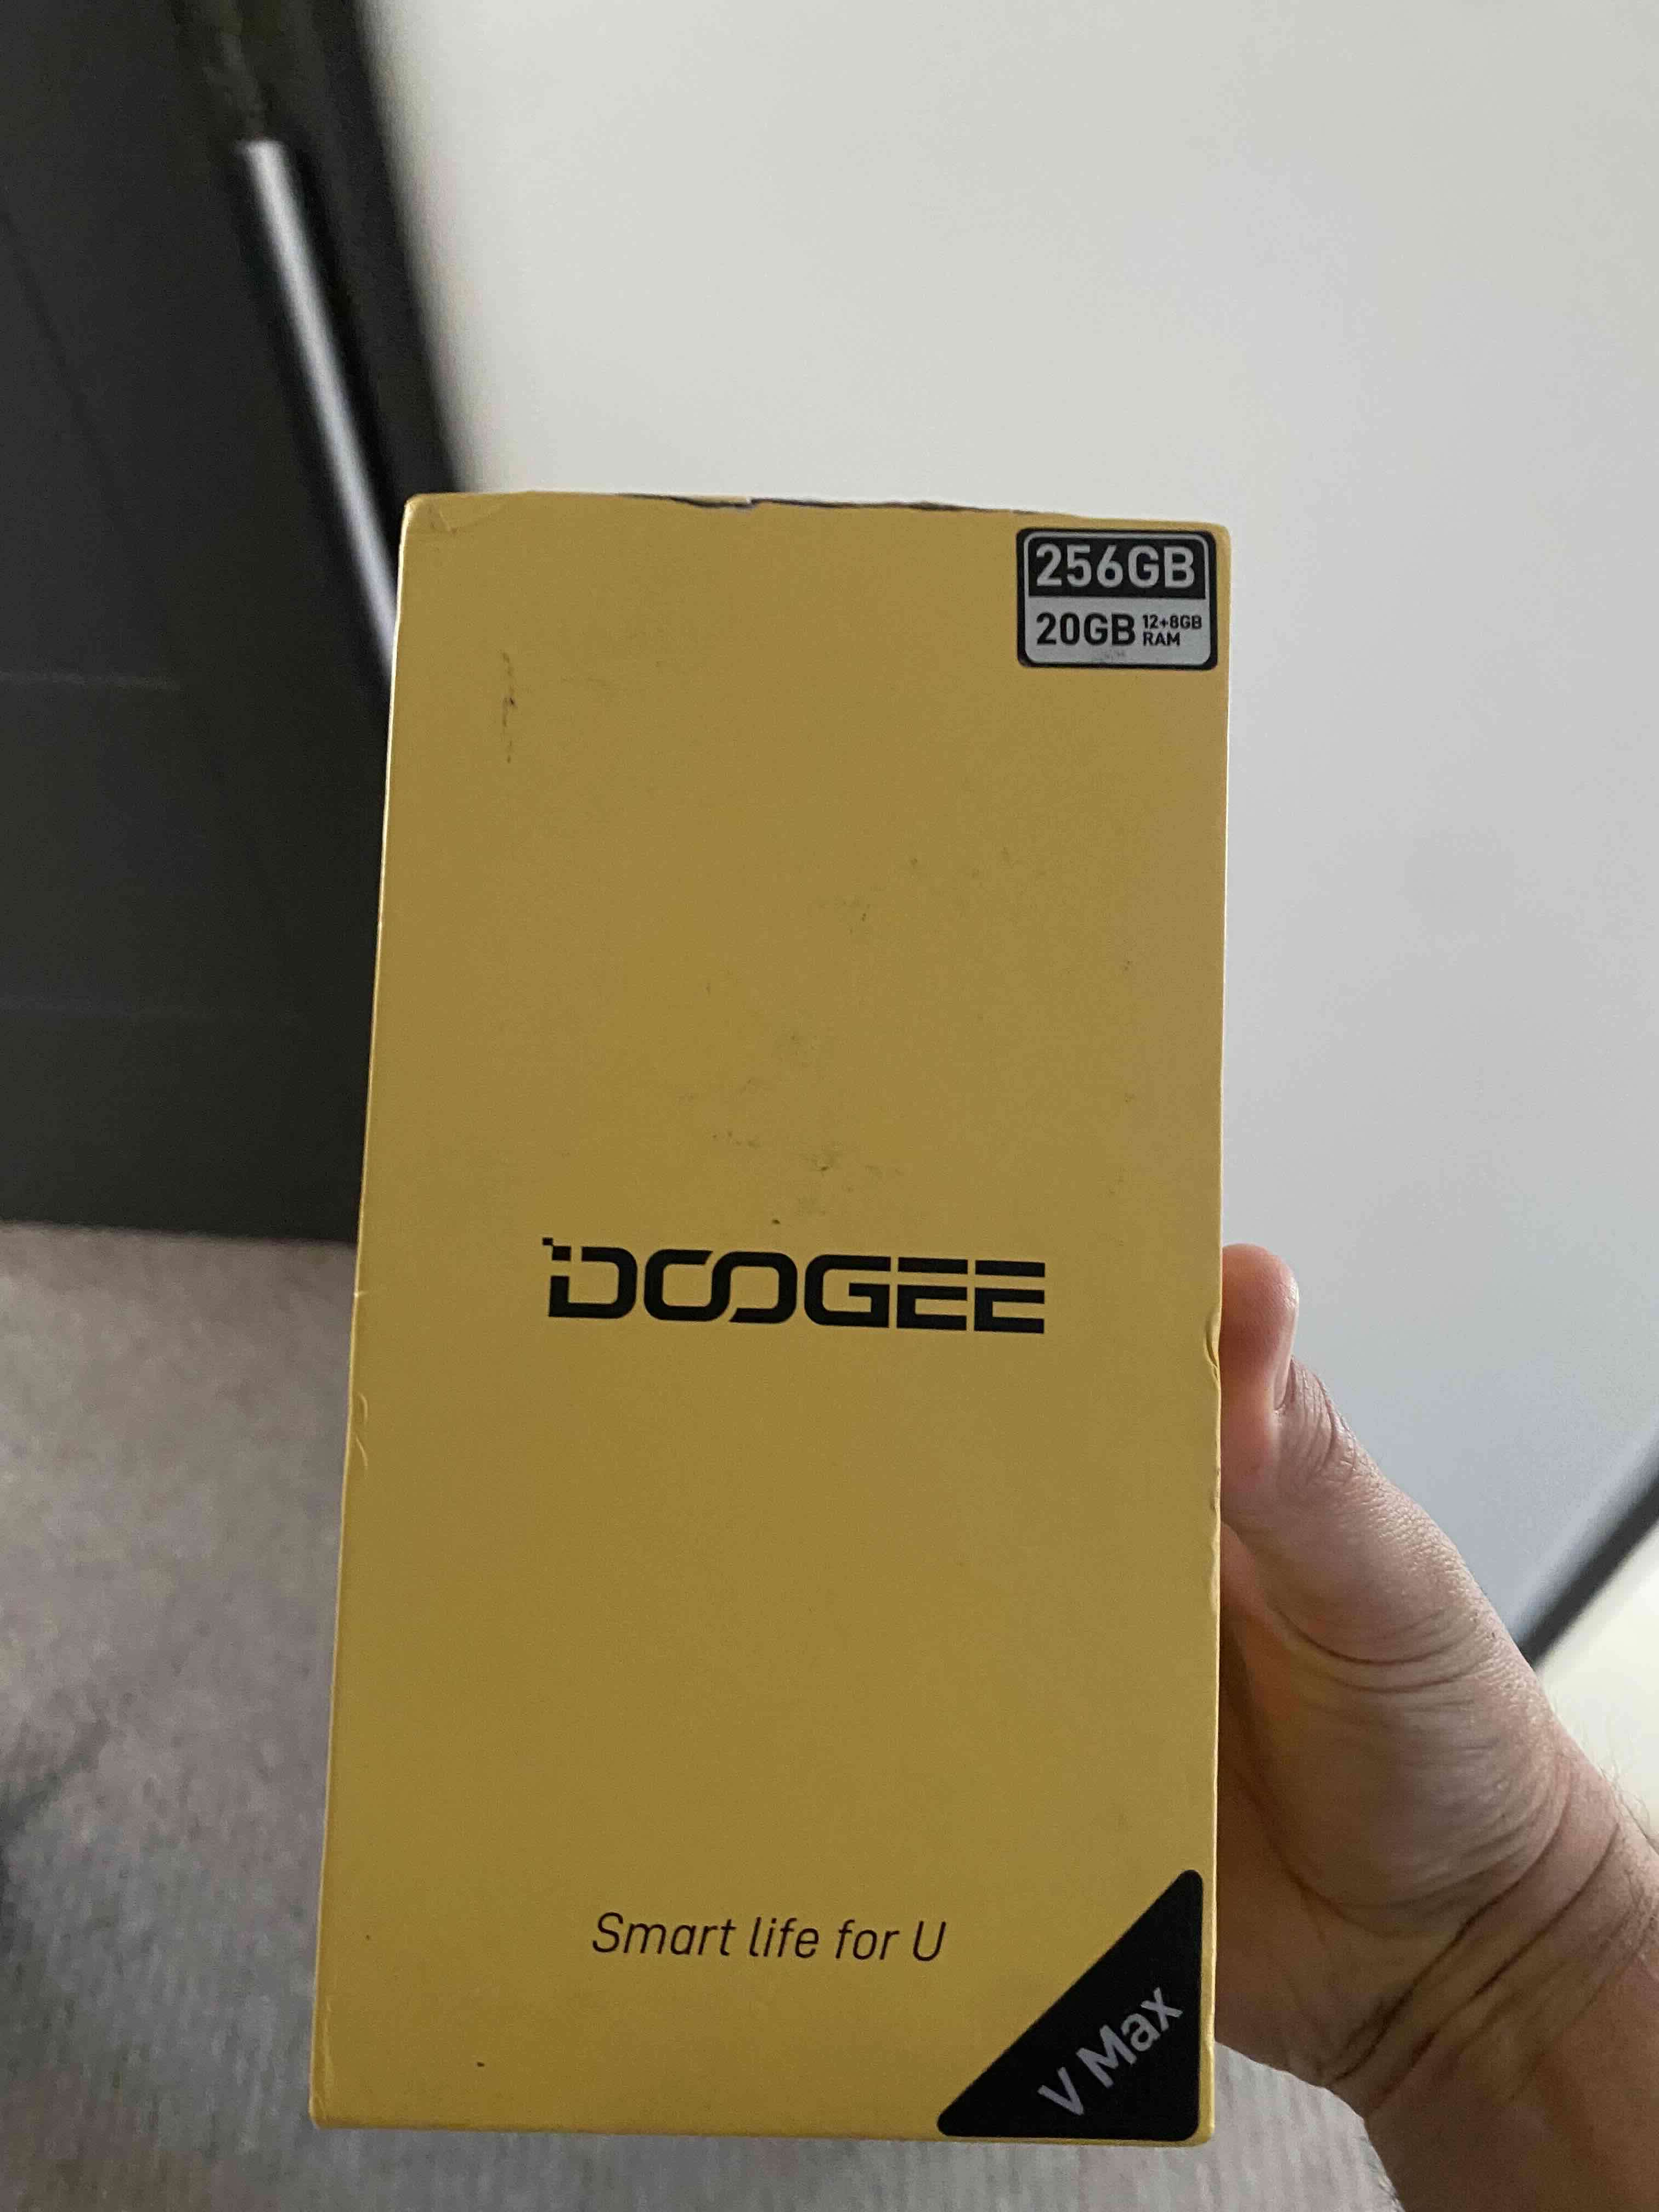 256GB
20GB 12+8GB
RAM
DOOGEE
Smart life for U
V Max